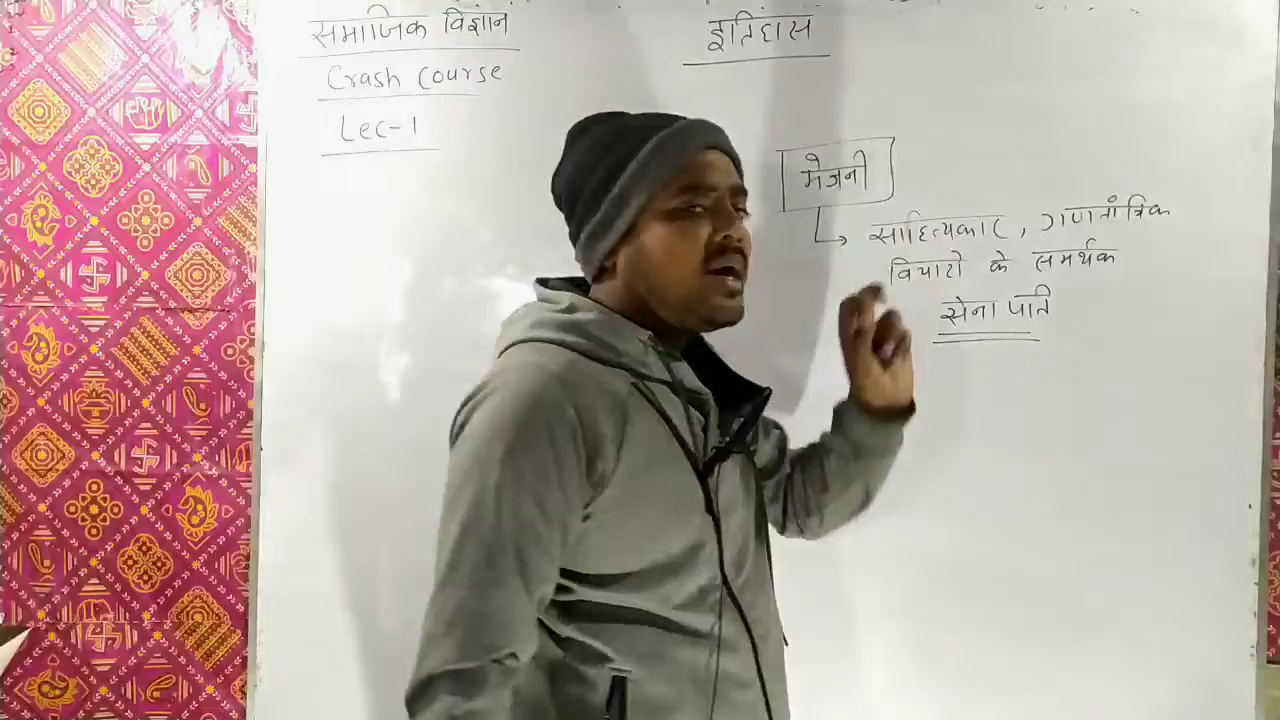 समाजिक विज्ञान
Crash Course
Lec-1
इतिहास
मेजनी
साहित्यकार, गणतांत्रिक
विचारो के समर्थक
सेनापति